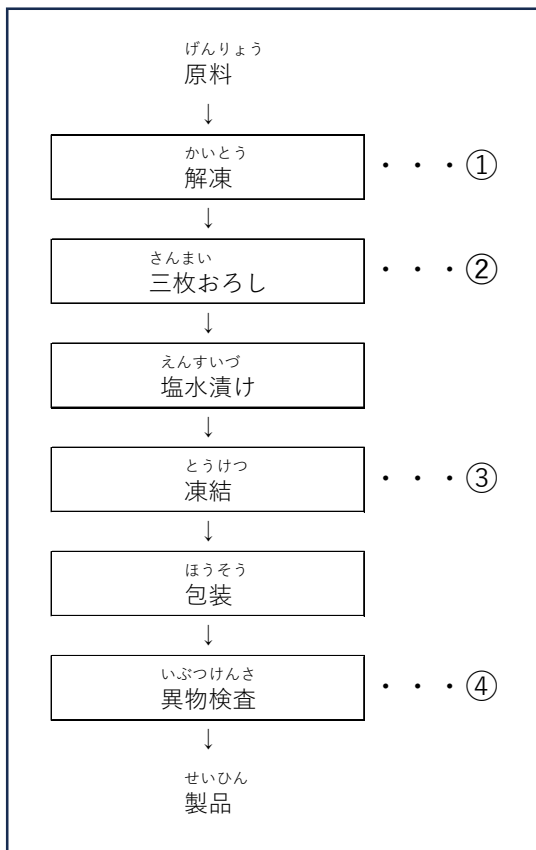 げんりょう
原料
↓
かいとう
解凍 ・・・①
↓
さんまい
三枚おろし ・・・②
↓
えんすいづ
塩水漬け
↓
とうけつ
凍結 ・・・③
↓
ほうそう
包装
↓
いぶつけんさ
異物検査 ・・・④
↓
せいひん
製品